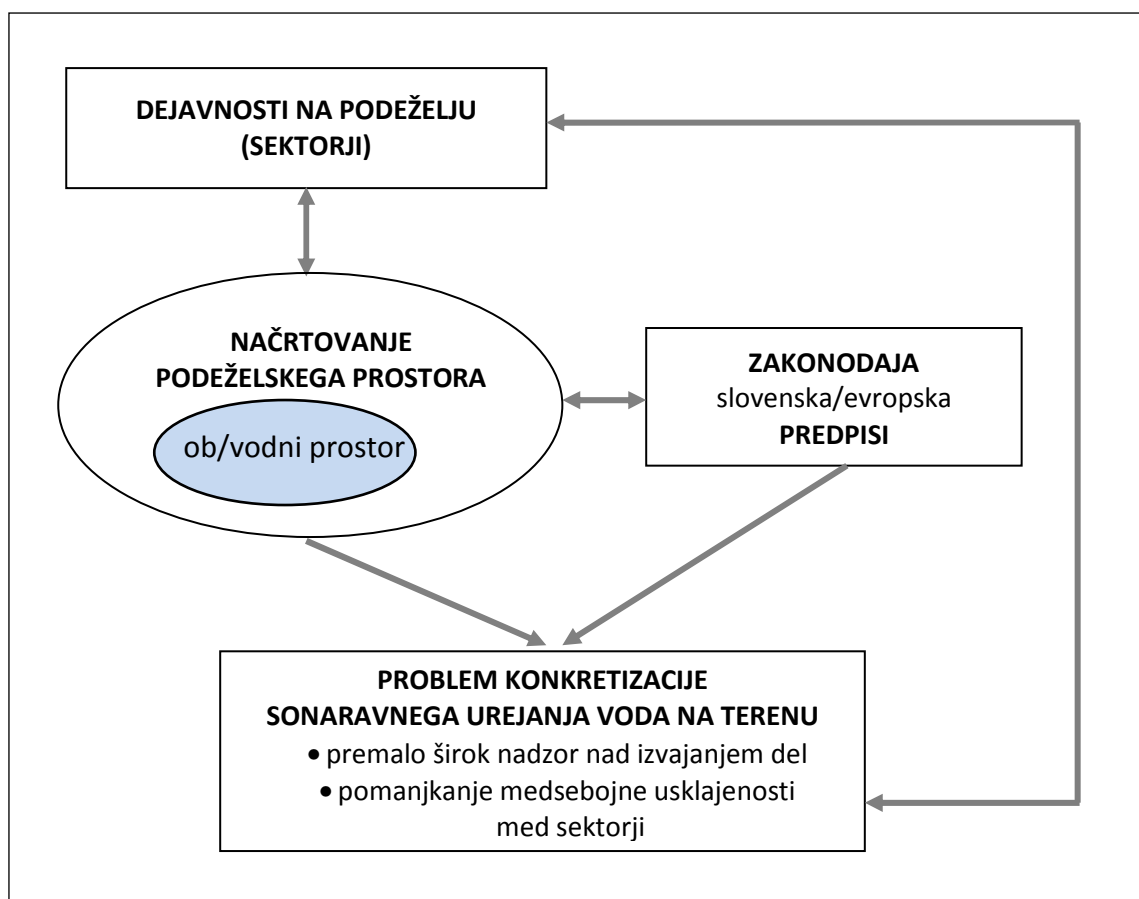 DEJAVNOSTI NA PODEŽELJU
(SEKTORJI)
NAČRTOVANJE
PODEŽELSKEGA PROSTORA
ob/vodni prostor
ZAKONODAJA
slovenska/evropska
PREDPISI
PROBLEM KONKRETIZACIJE
SONARAVNEGA UREJANJA VODA NA TERENU
• premalo širok nadzor nad izvajanjem del
• pomanjkanje medsebojne usklajenosti
med sektorji